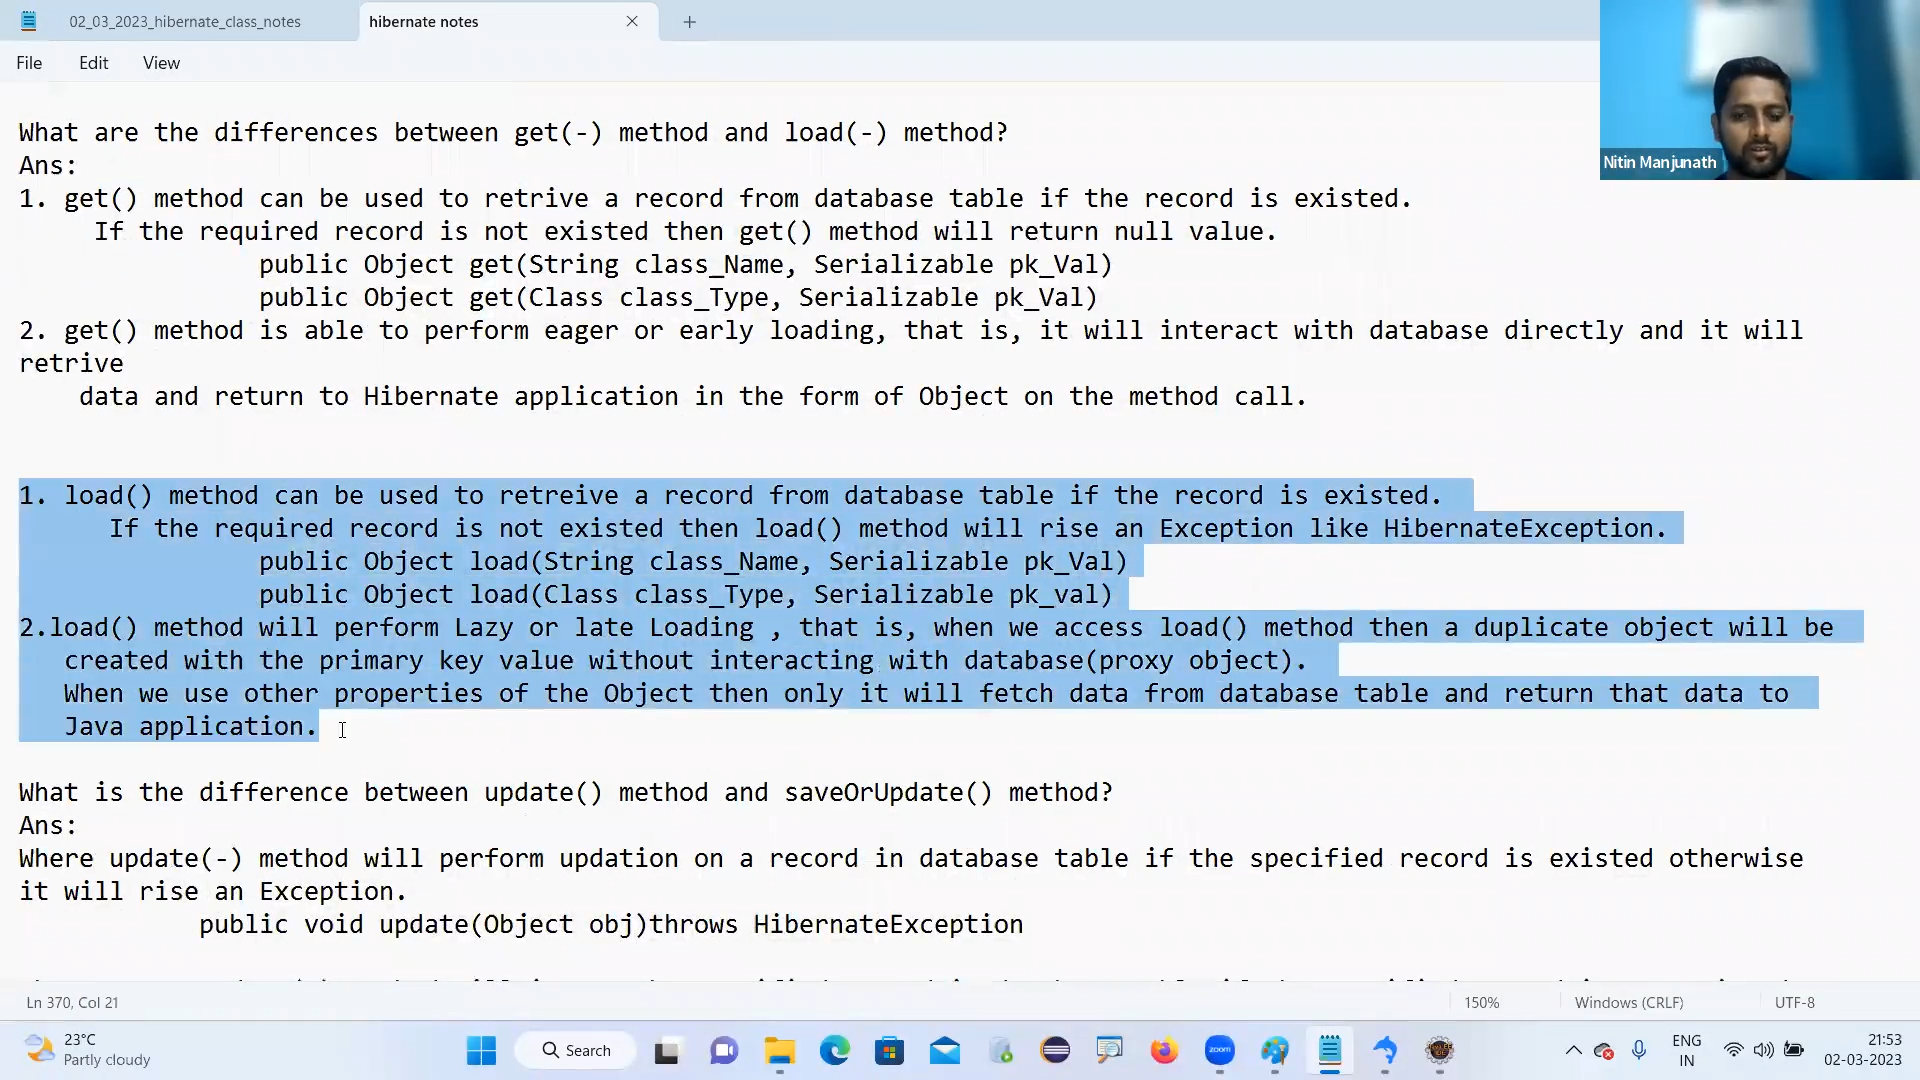 02_03_2023_hibernate_class_notes
hibernate notes
File Edit View
Nitin Manjunath
What are the differences between get(-) method and load(-) method?
Ans:
1. get() method can be used to retrive a record from database table if the record is existed.
If the required record is not existed then get() method will return null value.
public Object get(String class_Name, Serializable pk_Val)
public Object get(Class class_Type, Serializable pk_Val)
2. get() method is able to perform eager or early loading, that is, it will interact with database directly and it will
retrive
data and return to Hibernate application in the form of Object on the method call.
1. load() method can be used to retreive a record from database table if the record is existed.
If the required record is not existed then load() method will rise an Exception like HibernateException.
public Object load(String class_Name, Serializable pk_Val)
public Object load(Class class_Type, Serializable pk_val)
2.load() method will perform Lazy or late Loading , that is, when we access load() method then a duplicate object will be
created with the primary key value without interacting with database(proxy object).
When we use other properties of the Object then only it will fetch data from database table and return that data to
Java application.
What is the difference between update() method and saveOrUpdate() method?
Ans:
Where update(-) method will perform updation on a record in database table if the specified record is existed otherwise
it will rise an Exception.
public void update(Object obj)throws HibernateException
Ln 370, Col 21
150%
Windows (CRLF)
UTF-8
23°C
Partly cloudy
Search
zoom
ENG
IN
21:53
02-03-2023